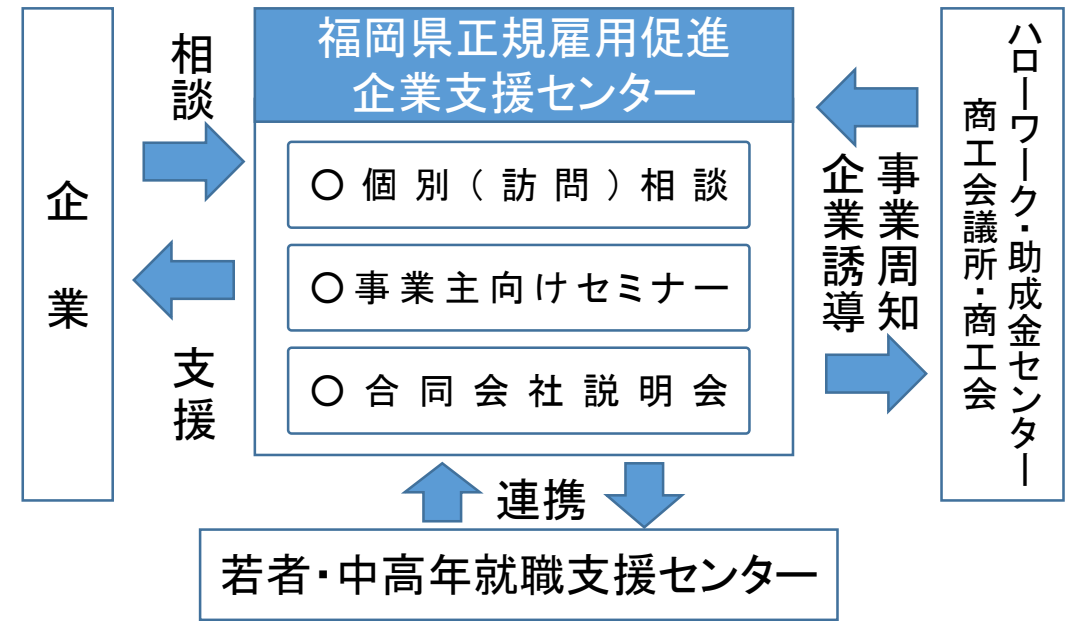 企業
相談
支援
福岡県正規雇用促進
企業支援センター
○個別(訪問)相談
○事業主向けセミナー
○合同会社説明会
事業周知
企業誘導
ハローワーク・助成金センター
商工会議所・商工会
連携
若者・中高年就職支援センター